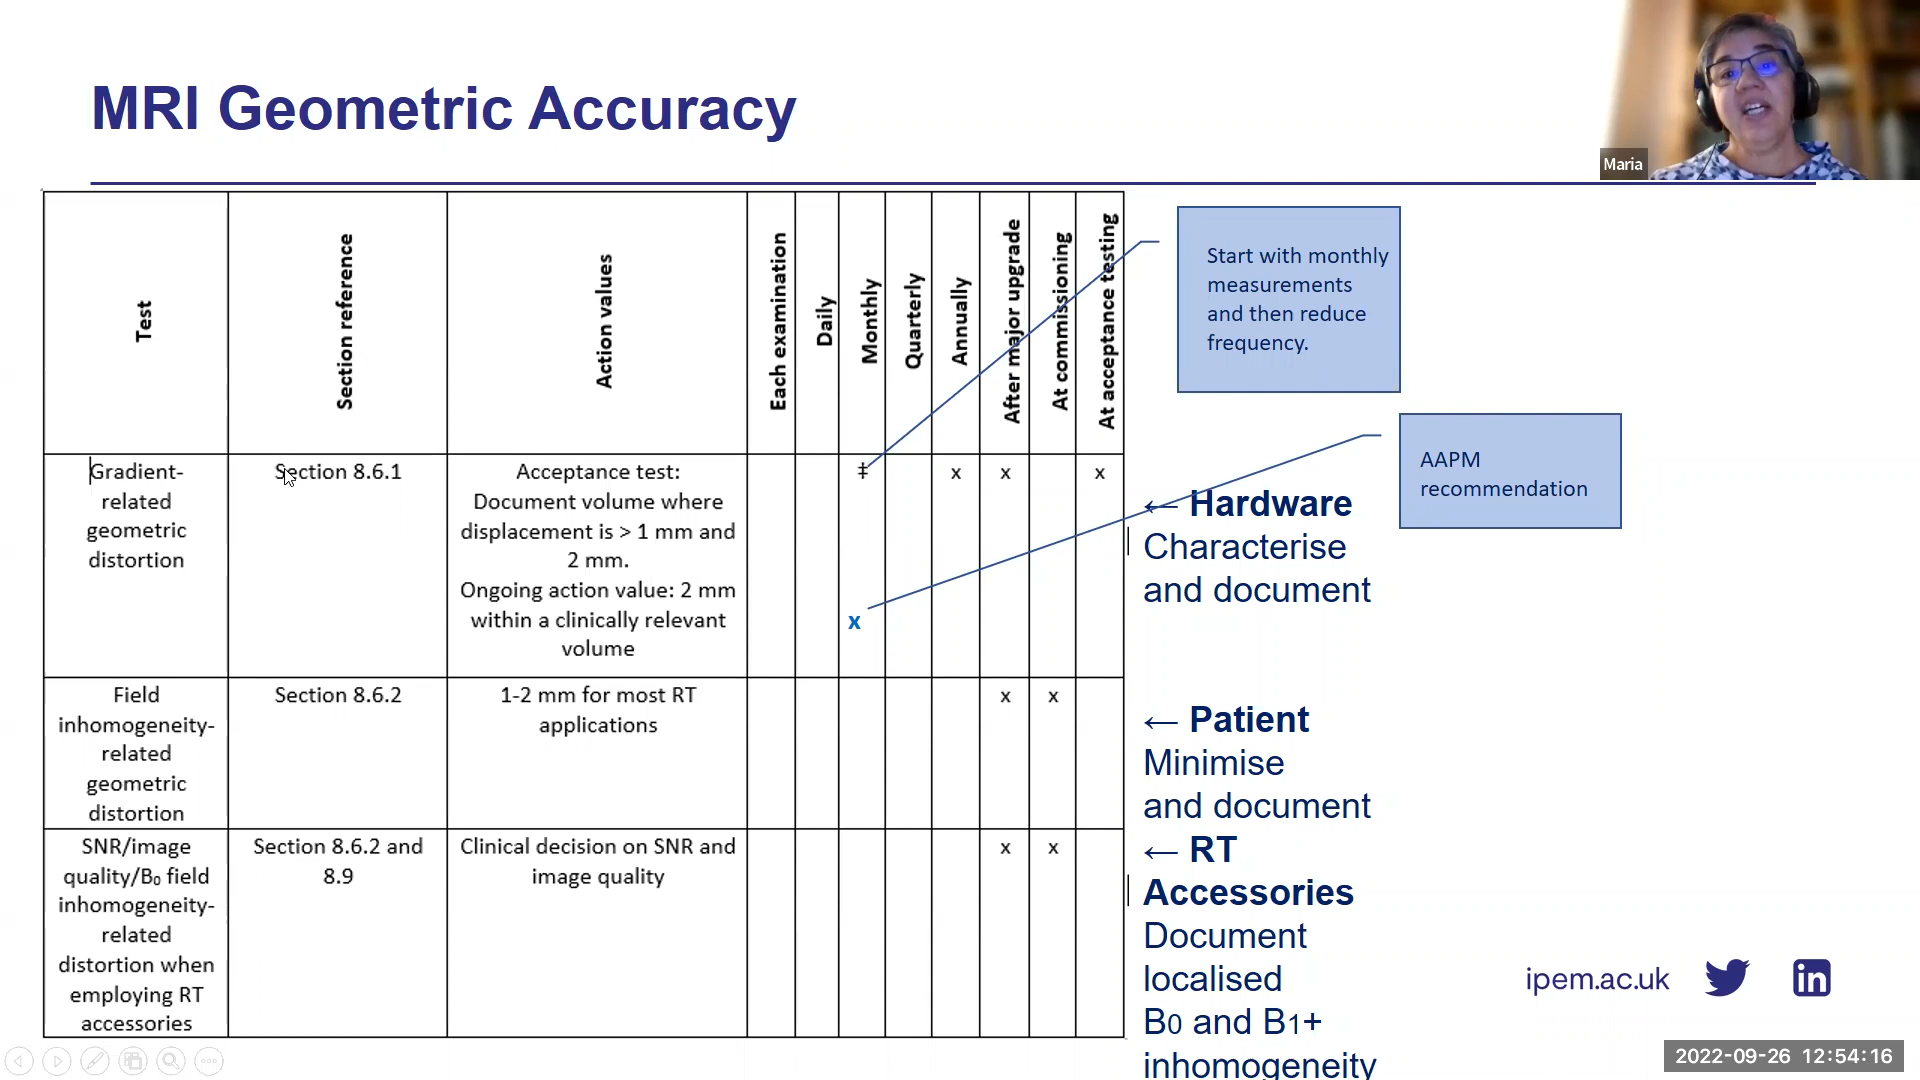 MRI Geometric Accuracy
Maria
Test
Section reference
Action values
Each examination
Daily
Monthly
Quarterly
Annually
After major upgrade
At commissioning
At acceptance testing
Gradient-
related
geometric
distortion
Section 8.6.1
Acceptance test:
Document volume where
displacement is > 1 mm and
2 mm.
Ongoing action value: 2 mm
within a clinically relevant
volume
‡
x
x
x
x
Field
inhomogeneity-
related
geometric
distortion
Section 8.6.2
1-2 mm for most RT
applications
x
x
SNR/image
quality/B₀ field
inhomogeneity-
related
distortion when
employing RT
accessories
Section 8.6.2 and
8.9
Clinical decision on SNR and
image quality
x
x
Start with monthly
measurements
and then reduce
frequency.
AAPM
recommendation
← Hardware
Characterise
and document
← Patient
Minimise
and document
← RT
Accessories
Document
localised
B0 and B1+
inhomogeneity
ipem.ac.uk
in
2022-09-26 12:54:16